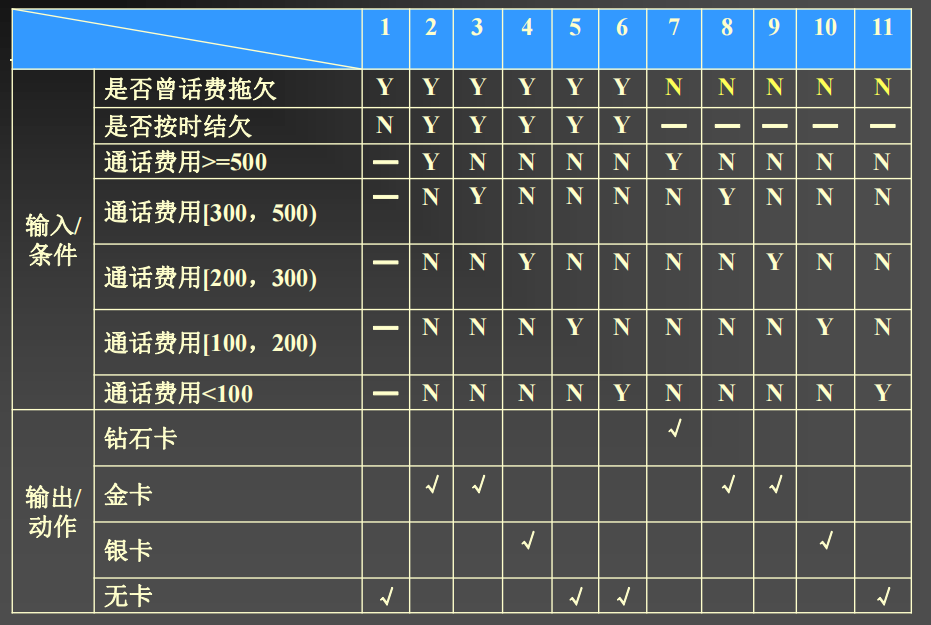 1 2 3 4 5 6 7 8 9 10 11
输入/
条件
是否曾话费拖欠 Y Y Y Y Y Y N N N N N
是否按时结欠 N Y Y Y Y Y — — — — —
通话费用>=500 — Y N N N N Y N N N N
通话费用[300，500) — N Y N N N N Y N N N
通话费用[200，300) — N N Y N N N N Y N N
通话费用[100，200) — N N N Y N N N N Y N
通话费用<100 — N N N N Y N N N N Y
输出/
动作
钻石卡 √
金卡 √ √ √ √
银卡 √ √
无卡 √ √ √ √